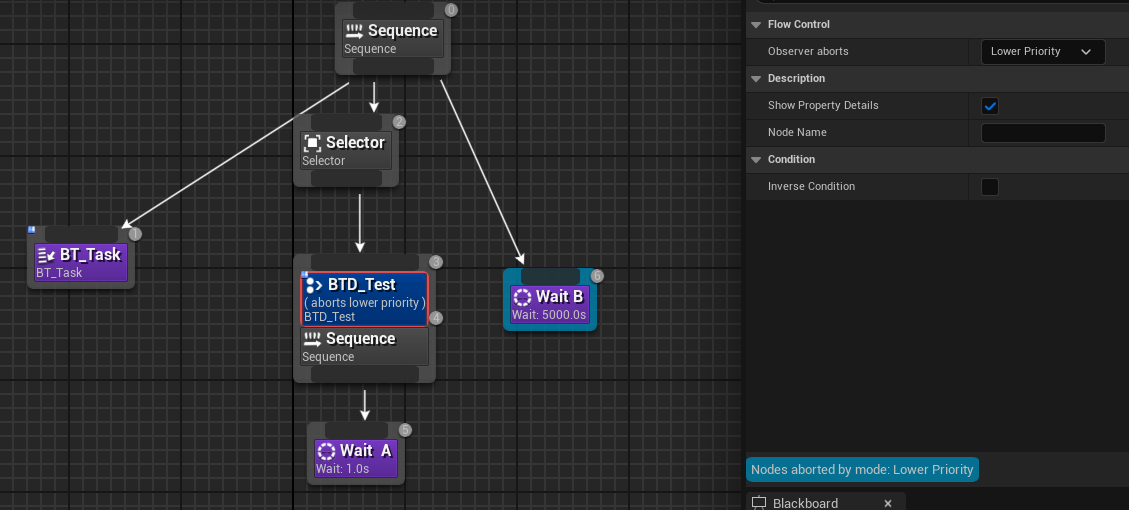 0
Sequence
Sequence
2
Selector
Selector
1
BT_Task
BT_Task
3
BTD_Test
( aborts lower priority )
BTD_Test
4
Sequence
Sequence
6
Wait B
Wait: 5000.0s
5
Wait A
Wait: 1.0s
Flow Control
Observer aborts
Lower Priority
Description
Show Property Details
Node Name
Condition
Inverse Condition
Nodes aborted by mode: Lower Priority
Blackboard